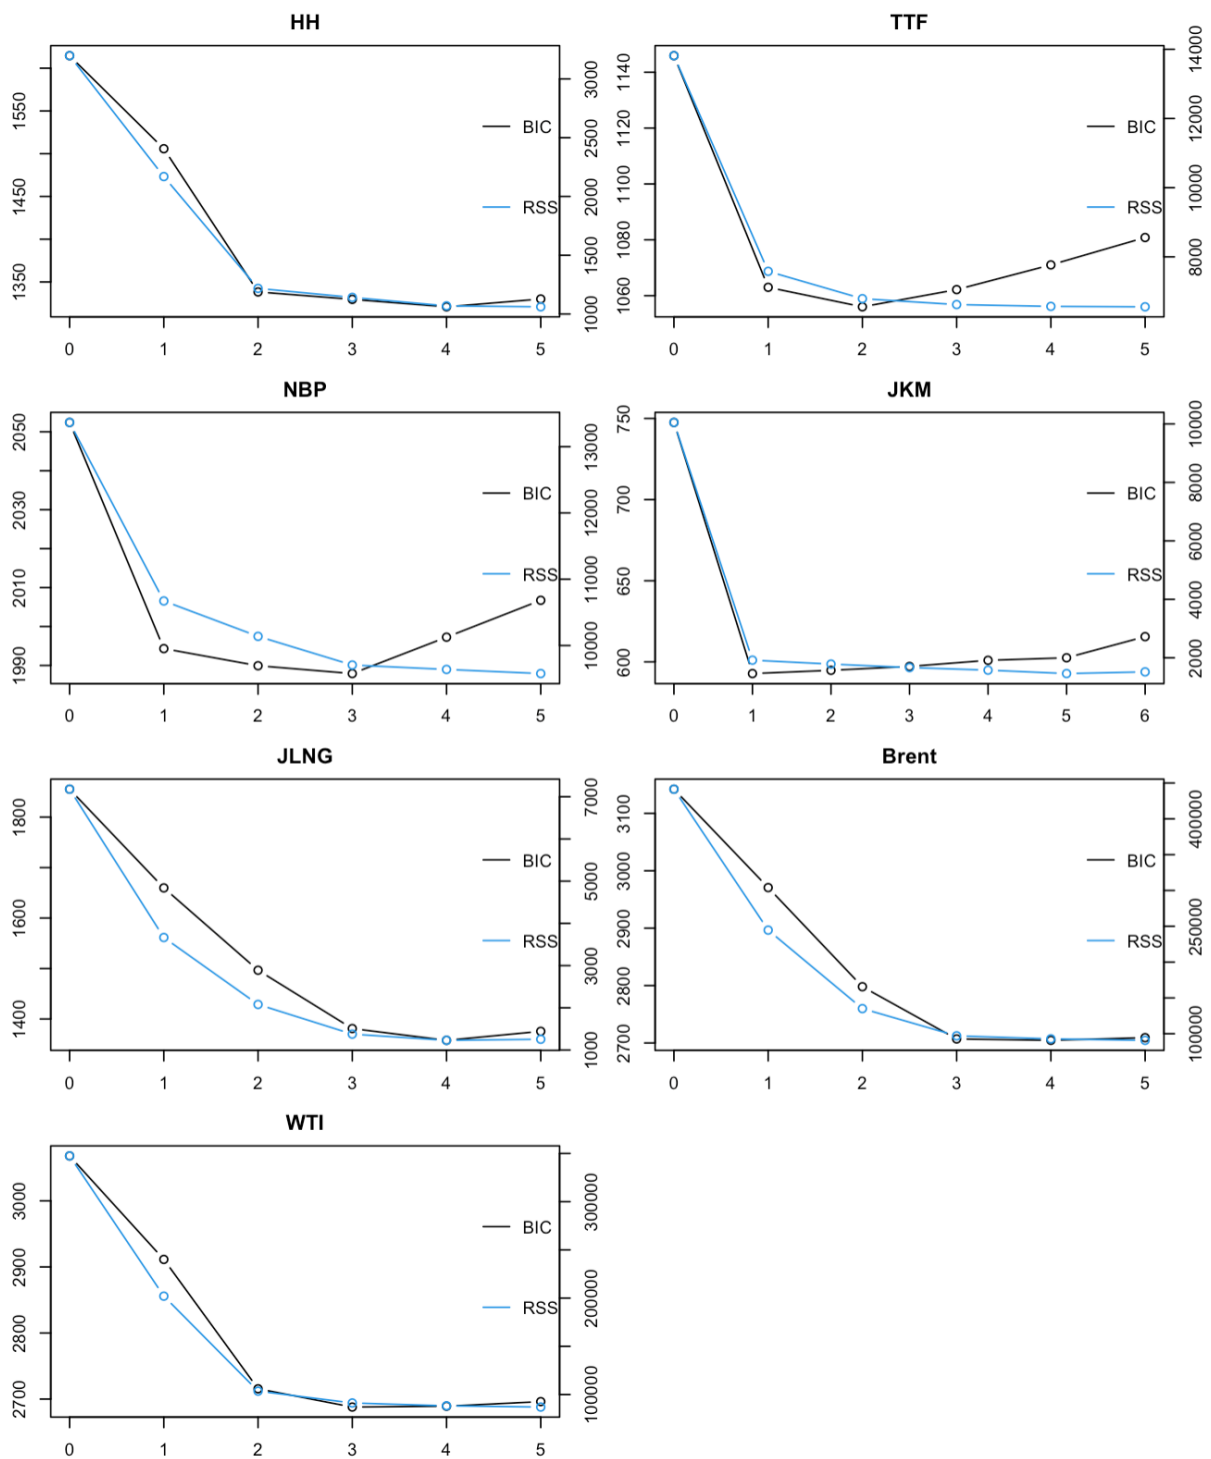 HH
1350 1450 1550
1000 1500 2000 2500 3000
BIC
RSS
0 1 2 3 4 5
TTF
1060 1080 1100 1120 1140
8000 10000 12000 14000
BIC
RSS
0 1 2 3 4 5
NBP
1990 2010 2030 2050
10000 11000 12000 13000
BIC
RSS
0 1 2 3 4 5
JKM
600 650 700 750
2000 4000 6000 8000 10000
BIC
RSS
0 1 2 3 4 5 6
JLNG
1400 1600 1800
1000 3000 5000 7000
BIC
RSS
0 1 2 3 4 5
Brent
2700 2800 2900 3000 3100
100000 250000 400000
BIC
RSS
0 1 2 3 4 5
WTI
2700 2800 2900 3000
100000 200000 300000
BIC
RSS
0 1 2 3 4 5